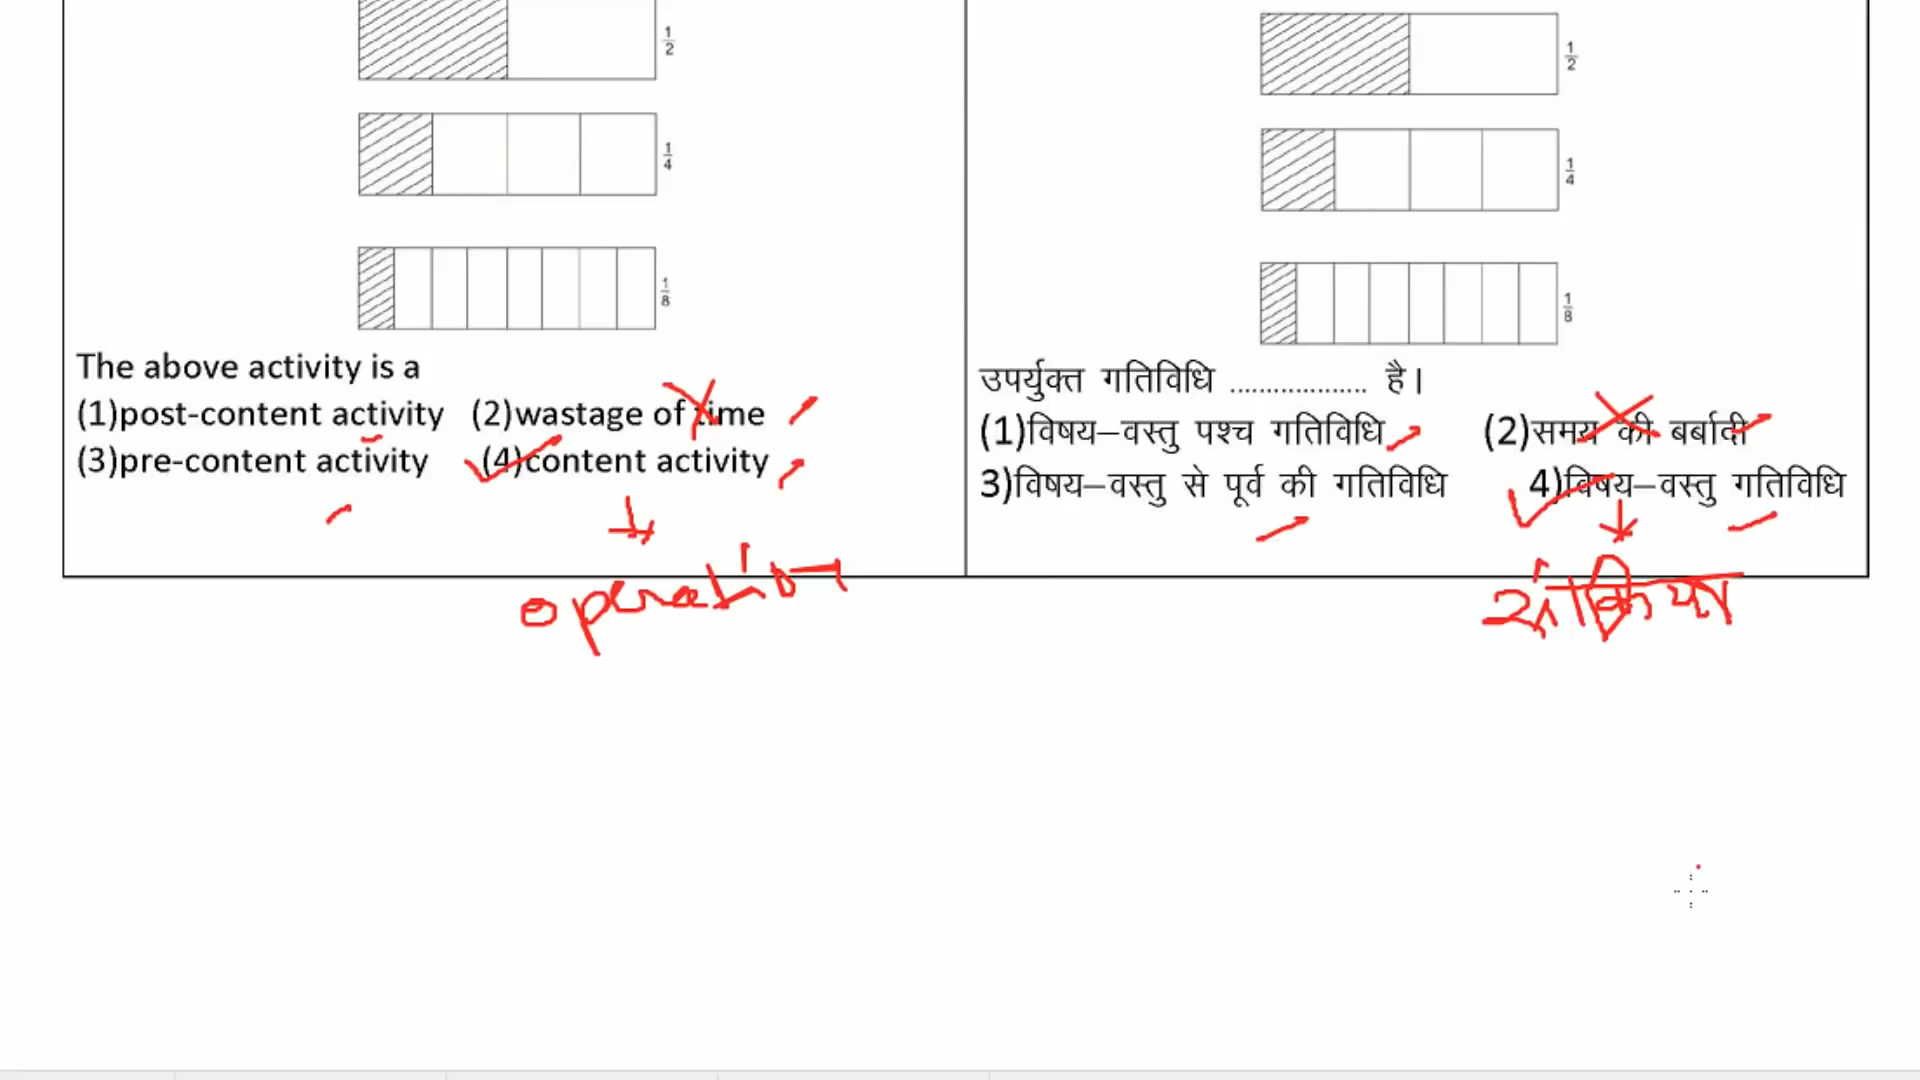 1/2
1/4
1/8
The above activity is a
(1)post-content activity (2)wastage of time
(3)pre-content activity (4)content activity
operation
1/2
1/4
1/8
उपर्युक्त गतिविधि ................... है।
(1)विषय–वस्तु पश्च गतिविधि (2)समय की बर्बादी
3)विषय–वस्तु से पूर्व की गतिविधि 4)विषय–वस्तु गतिविधि